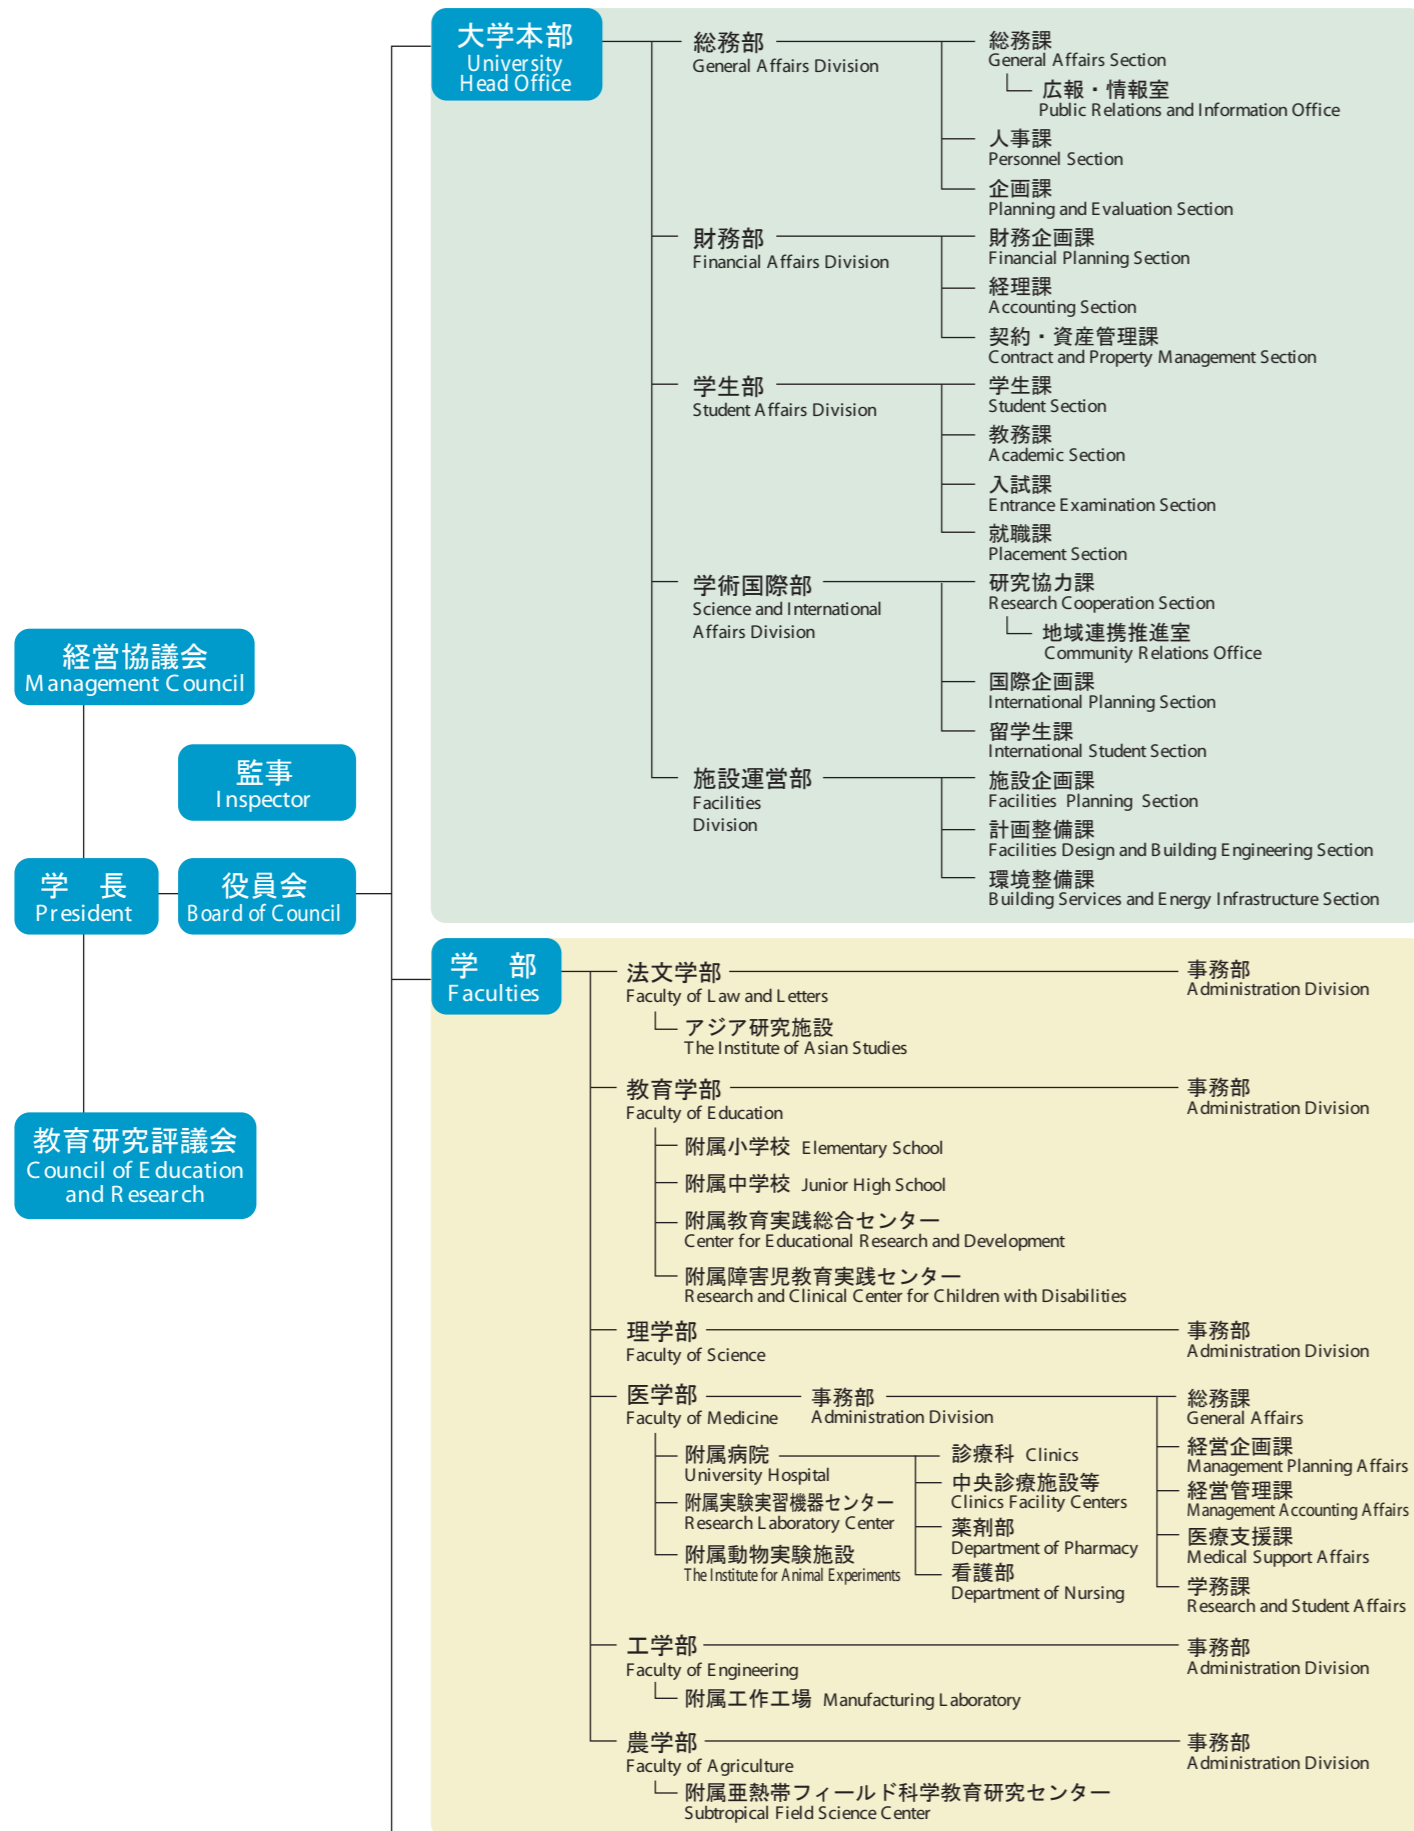 大学本部
University
Head Office
総務部
General Affairs Division
総務課
General Affairs Section
広報・情報室
Public Relations and Information Office
人事課
Personnel Section
企画課
Planning and Evaluation Section
財務部
Financial Affairs Division
財務企画課
Financial Planning Section
経理課
Accounting Section
契約・資産管理課
Contract and Property Management Section
学生部
Student Affairs Division
学生課
Student Section
教務課
Academic Section
入試課
Entrance Examination Section
就職課
Placement Section
学術国際部
Science and International
Affairs Division
研究協力課
Research Cooperation Section
地域連携推進室
Community Relations Office
国際企画課
International Planning Section
留学生課
International Student Section
施設運営部
Facilities
Division
施設企画課
Facilities Planning Section
計画整備課
Facilities Design and Building Engineering Section
環境整備課
Building Services and Energy Infrastructure Section
経営協議会
Management Council
監事
Inspector
学 長
President
役員会
Board of Council
教育研究評議会
Council of Education
and Research
学 部
Faculties
法文学部
Faculty of Law and Letters
事務部
Administration Division
アジア研究施設
The Institute of Asian Studies
教育学部
Faculty of Education
事務部
Administration Division
附属小学校 Elementary School
附属中学校 Junior High School
附属教育実践総合センター
Center for Educational Research and Development
附属障害児教育実践センター
Research and Clinical Center for Children with Disabilities
理学部
Faculty of Science
事務部
Administration Division
医学部
Faculty of Medicine
事務部
Administration Division
総務課
General Affairs
経営企画課
Management Planning Affairs
経営管理課
Management Accounting Affairs
医療支援課
Medical Support Affairs
学務課
Research and Student Affairs
附属病院
University Hospital
診療科 Clinics
中央診療施設等
Clinics Facility Centers
薬剤部
Department of Pharmacy
看護部
Department of Nursing
附属実験実習機器センター
Research Laboratory Center
附属動物実験施設
The Institute for Animal Experiments
工学部
Faculty of Engineering
事務部
Administration Division
附属工作工場 Manufacturing Laboratory
農学部
Faculty of Agriculture
事務部
Administration Division
附属亜熱帯フィールド科学教育研究センター
Subtropical Field Science Center